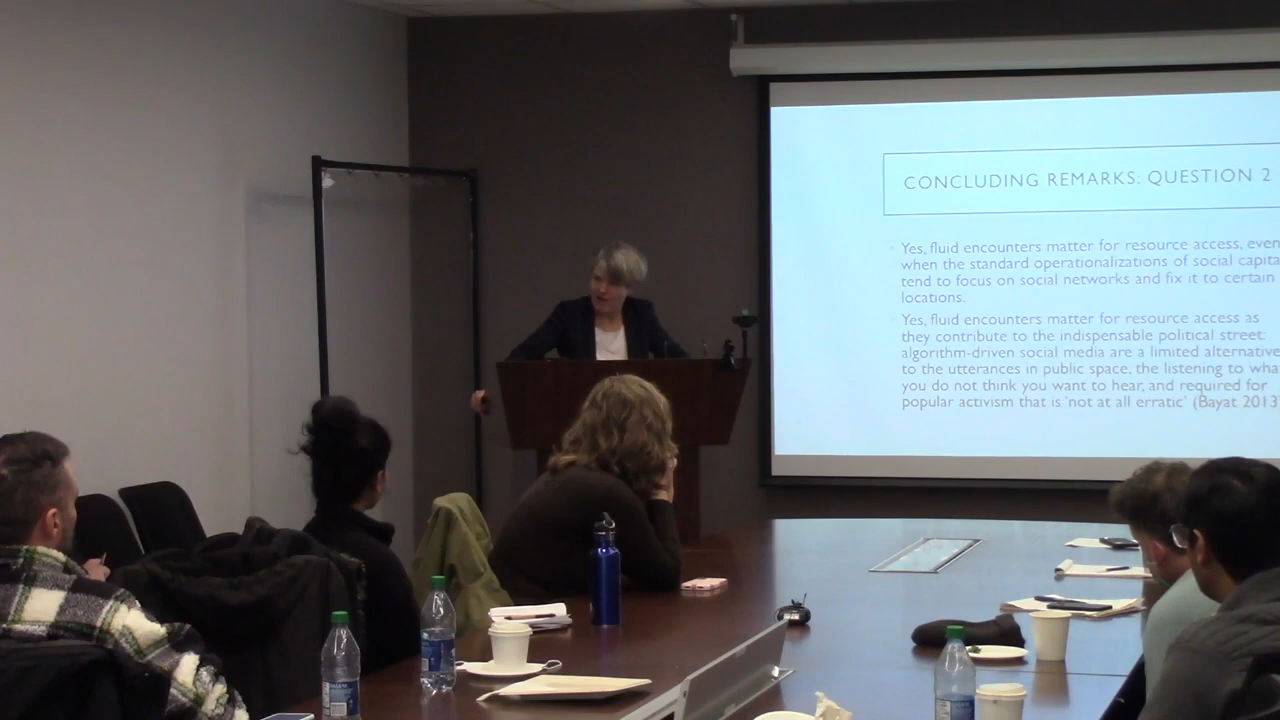 CONCLUDING REMARKS: QUESTION 2
Yes, fluid encounters matter for resource access, even
when the standard operationalizations of social capita
tend to focus on social networks and fix it to certain
locations.
Yes, fluid encounters matter for resource access as
they contribute to the indispensable political street:
algorithm-driven social media are a limited alternative
to the utterances in public space, the listening to wha
you do not think you want to hear, and required for
popular activism that is 'not at all erratic' (Bayat 2013